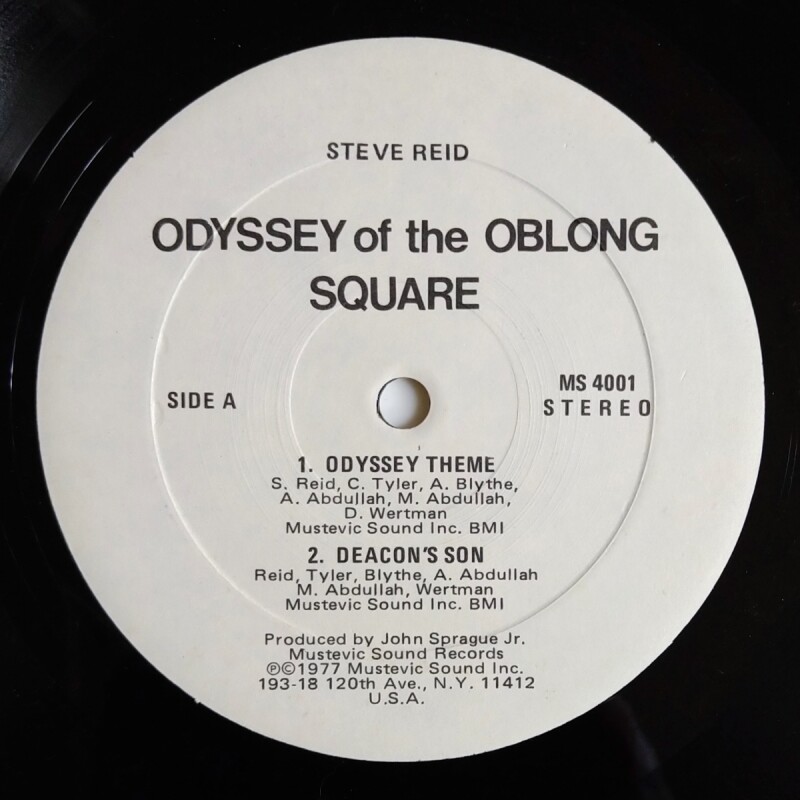 STEVE REID
ODYSSEY of the OBLONG
SQUARE
SIDE A
MS 4001
STEREO
1. ODYSSEY THEME
S. Reid, C. Tyler, A. Blythe,
A. Abdullah, M. Abdullah,
D. Wertman
Mustevic Sound Inc. BMI
2. DEACON'S SON
Reid, Tyler, Blythe, A. Abdullah
M. Abdullah, Wertman
Mustevic Sound Inc. BMI
Produced by John Sprague Jr.
Mustevic Sound Records
℗©1977 Mustevic Sound Inc.
193-18 120th Ave., N.Y. 11412
U.S.A.